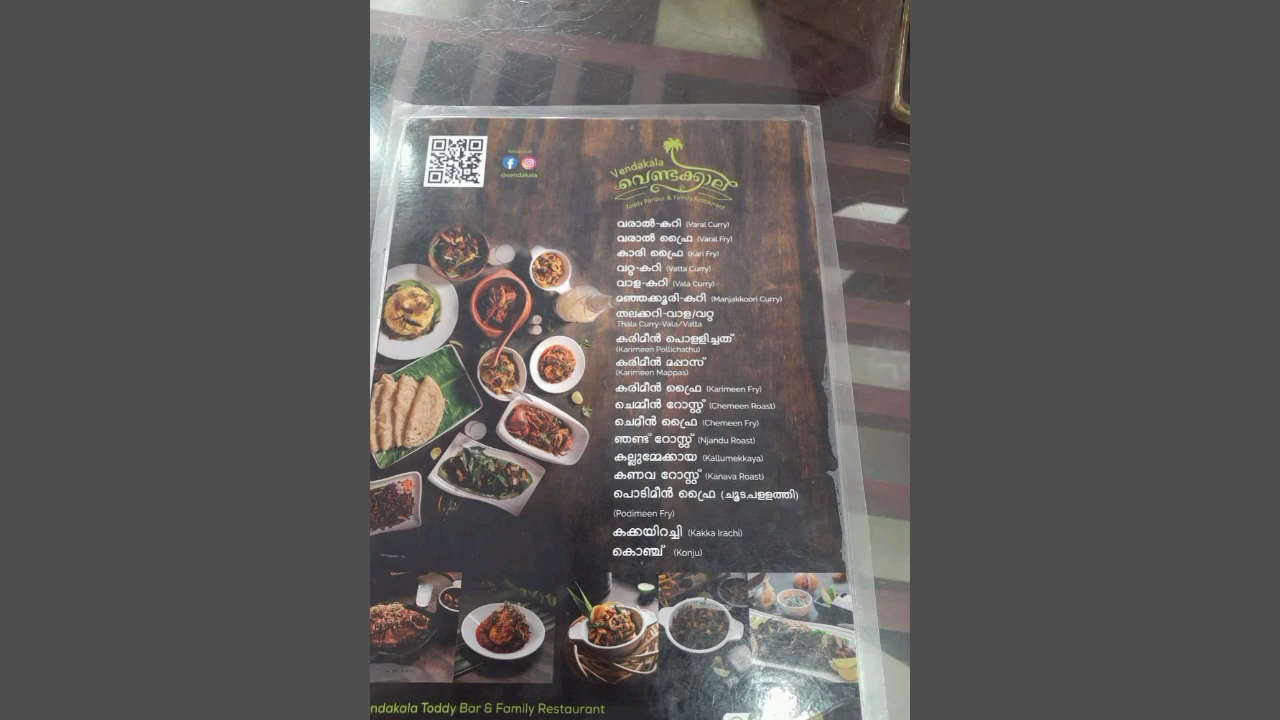 @vendakala
Vendakala
വെണ്ടക്കാല
Toddy Parlour & Family Restaurant
വരാൽ-കറി (Varal Curry)
വരാൽ ഫ്രൈ (Varal Fry)
കാരി ഫ്രൈ (Kari Fry)
വറ്റ-കറി (Vatta Curry)
വാള-കറി (Vala Curry)
മഞ്ഞക്കൂരി-കറി (Manjakkoori Curry)
തലക്കറി-വാള/വറ്റ
Thala Curry-Vala/Vatta
കരിമീൻ പൊള്ളിച്ചത്
(Karimeen Pollichathu)
കരിമീൻ മപ്പാസ്
(Karimeen Mappas)
കരിമീൻ ഫ്രൈ (Karimeen Fry)
ചെമ്മീൻ റോസ്റ്റ് (Chemeen Roast)
ചെമീൻ ഫ്രൈ (Chemeen Fry)
ഞണ്ട് റോസ്റ്റ് (Njandu Roast)
കല്ലുമ്മേക്കായ (Kallumekkaya)
കണവ റോസ്റ്റ് (Kanava Roast)
പൊടിമീൻ ഫ്രൈ (ചൂട,പള്ളത്തി)
(Podimeen Fry)
കക്കയിറച്ചി (Kakka Irachi)
കൊഞ്ച് (Konju)
ndakala Toddy Bar & Family Restaurant